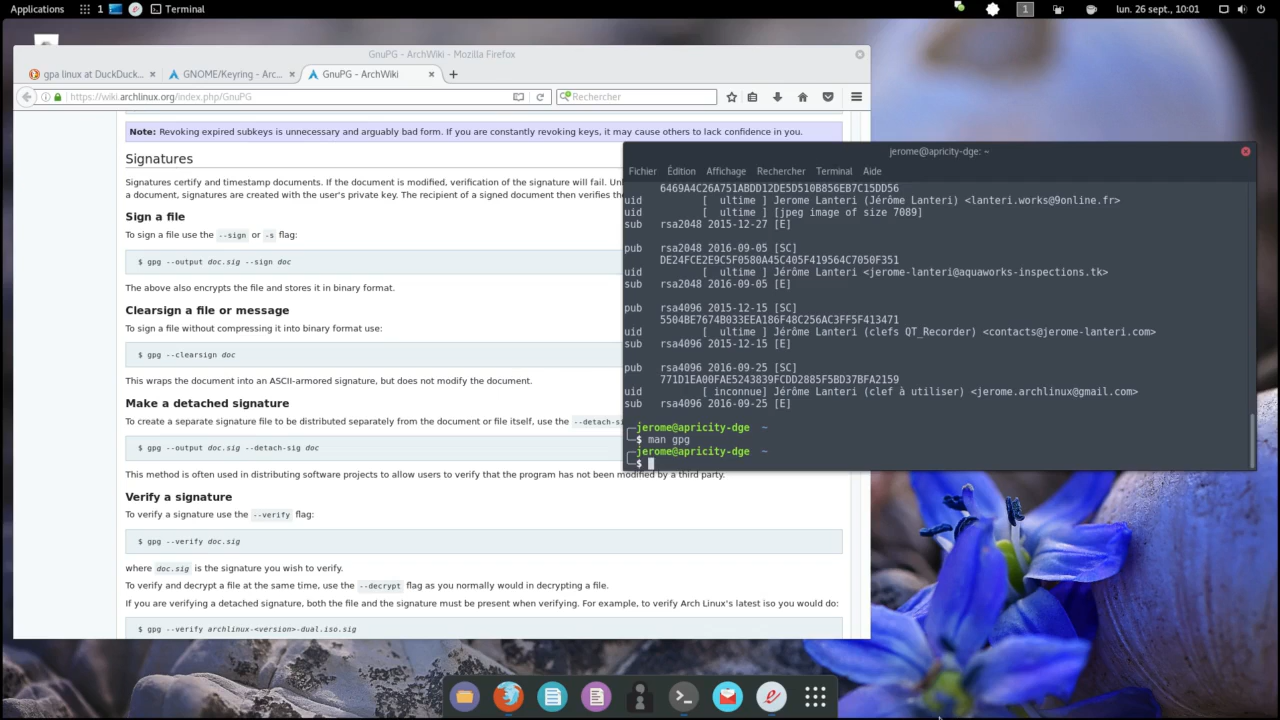 Applications 1 Terminal 1 lun. 26 sept., 10:01
GnuPG - ArchWiki - Mozilla Firefox
gpa linux at DuckDuck... GNOME/Keyring - Arc... GnuPG - ArchWiki
https://wiki.archlinux.org/index.php/GnuPG Rechercher
Note: Revoking expired subkeys is unnecessary and arguably bad form. If you are constantly revoking keys, it may cause others to lack confidence in you.
Signatures
Signatures certify and timestamp documents. If the document is modified, verification of the signature will fail.
a document, signatures are created with the user's private key. The recipient of a signed document then verifies
Sign a file
To sign a file use the --sign or -s flag:
$ gpg --output doc.sig --sign doc
The above also encrypts the file and stores it in binary format.
Clearsign a file or message
To sign a file without compressing it into binary format use:
$ gpg --clearsign doc
This wraps the document into an ASCII-armored signature, but does not modify the document.
Make a detached signature
To create a separate signature file to be distributed separately from the document or file itself, use the --detach-si
$ gpg --output doc.sig --detach-sig doc
This method is often used in distributing software projects to allow users to verify that the program has not been modified by a third party.
Verify a signature
To verify a signature use the --verify flag:
$ gpg --verify doc.sig
where doc.sig is the signature you wish to verify.
To verify and decrypt a file at the same time, use the --decrypt flag as you normally would in decrypting a file.
If you are verifying a detached signature, both the file and the signature must be present when verifying. For example, to verify Arch Linux's latest iso you would do:
$ gpg --verify archlinux-<version>-dual.iso.sig
jerome@apricity-dge: ~
Fichier Édition Affichage Rechercher Terminal Aide
6469A4C26A751ABDD12DE5D510B856EB7C15DD56
uid [ ultime ] Jerome Lanteri (Jérôme Lanteri) <lanteri.works@9online.fr>
uid [ ultime ] [jpeg image of size 7089]
sub rsa2048 2015-12-27 [E]
pub rsa2048 2016-09-05 [SC]
DE24FCE2E9C5F0580A45C405F419564C7050F351
uid [ ultime ] Jérôme Lanteri <jerome-lanteri@aquaworks-inspections.tk>
sub rsa2048 2016-09-05 [E]
pub rsa4096 2015-12-15 [SC]
5504BE7674B033EEA186F48C256AC3FF5F413471
uid [ ultime ] Jérôme Lanteri (clefs QT_Recorder) <contacts@jerome-lanteri.com>
sub rsa4096 2015-12-15 [E]
pub rsa4096 2016-09-25 [SC]
771D1EA00FAE5243839FCDD2885F5BD37BFA2159
uid [ inconnue] Jérôme Lanteri (clef à utiliser) <jerome.archlinux@gmail.com>
sub rsa4096 2016-09-25 [E]
jerome@apricity-dge ~
$ man gpg
jerome@apricity-dge ~
$